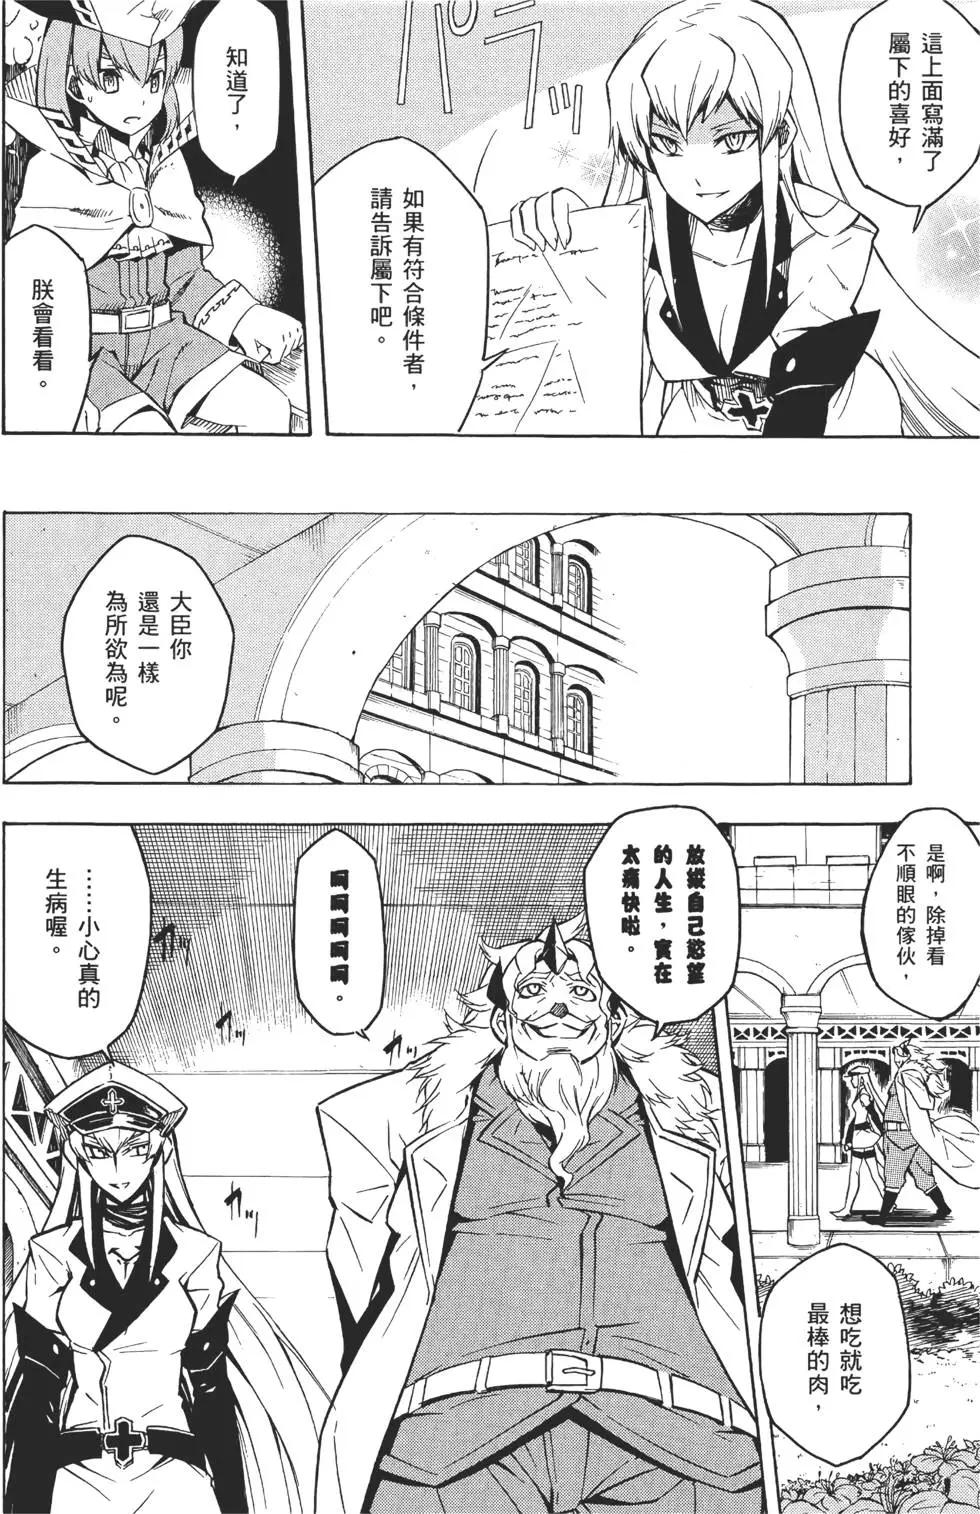 這上面寫滿了
屬下的喜好，
パラ
如果有符合條件者，
請告訴屬下吧。
知道了，
朕會看看。
大臣你
還是一樣
為所欲為呢。
是啊，除掉看
不順眼的傢伙，
想吃就吃
最棒的肉，
放縱自己慾望
的人生，實在
太痛快啦。
呵呵呵呵呵。
……小心真的
生病喔。